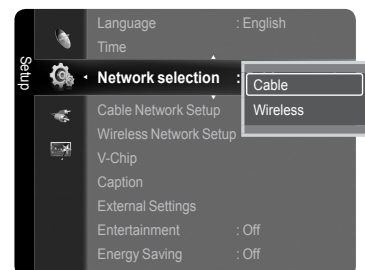 Setup
Language : English
Time
Network selection :
Cable
Wireless
Cable Network Setup
Wireless Network Setup
V-Chip
Caption
External Settings
Entertainment : Off
Energy Saving : Off